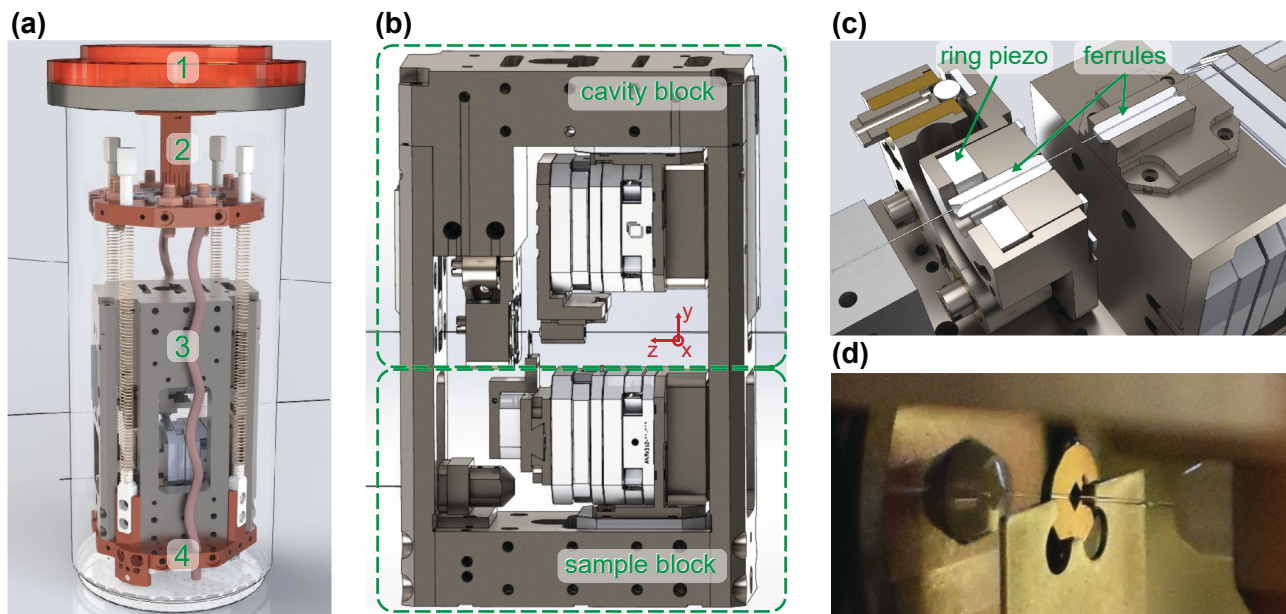 (a)
1
2
3
4
(b)
cavity block
y
z
x
sample block
(c)
ring piezo
ferrules
(d)